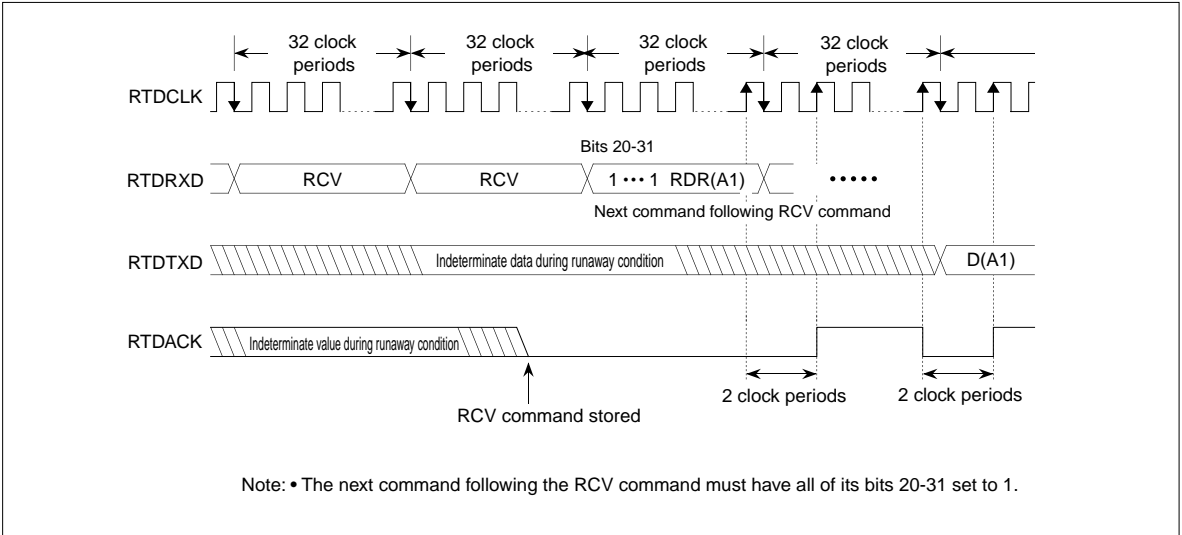 32 clock periods
32 clock periods
32 clock periods
32 clock periods
RTDCLK
Bits 20-31
RTDRXD
RCV
RCV
1 ••• 1 RDR(A1)
•••••
Next command following RCV command
RTDTXD
Indeterminate data during runaway condition
D(A1)
RTDACK
Indeterminate value during runaway condition
2 clock periods
2 clock periods
RCV command stored
Note: • The next command following the RCV command must have all of its bits 20-31 set to 1.